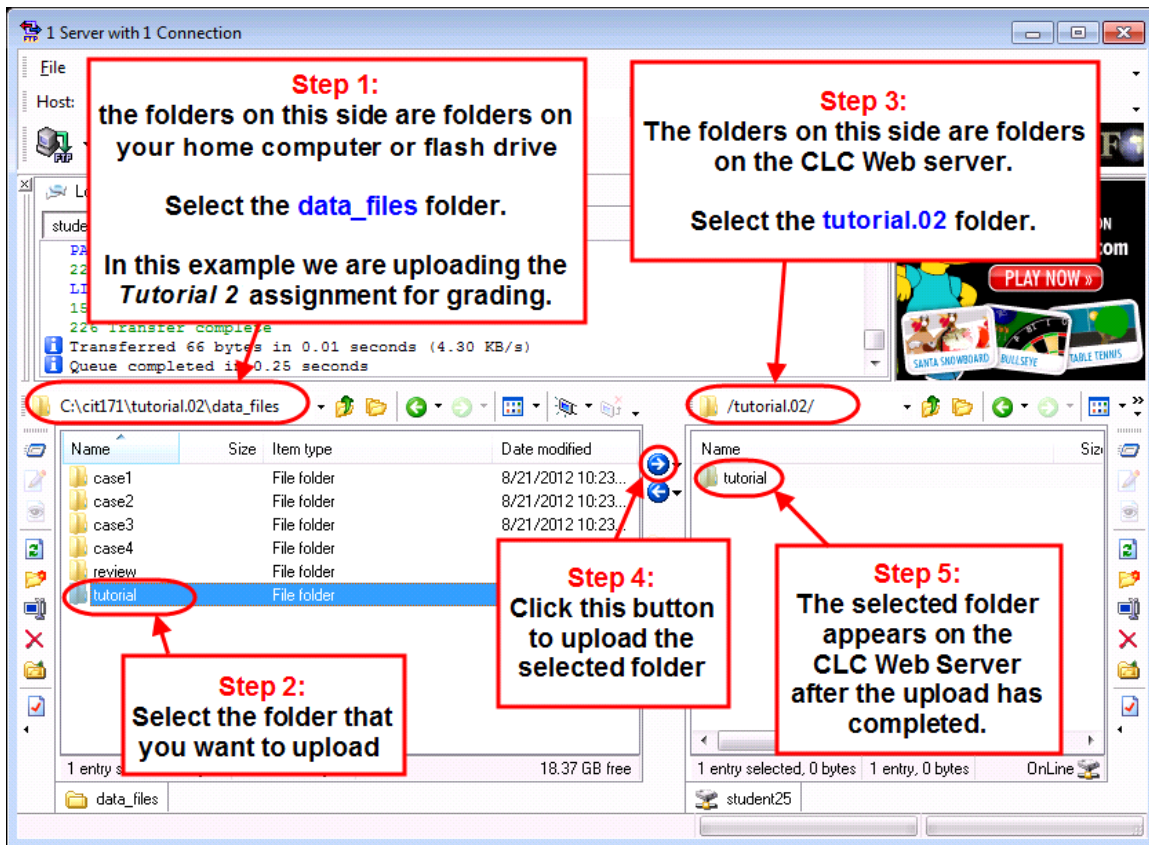 1 Server with 1 Connection
File
Host:
FTP
Step 1:
the folders on this side are folders on
your home computer or flash drive
Select the data_files folder.
In this example we are uploading the
Tutorial 2 assignment for grading.
Step 3:
The folders on this side are folders
on the CLC Web server.
Select the tutorial.02 folder.
226 Transfer complete
Transferred 66 bytes in 0.01 seconds (4.30 KB/s)
Queue completed in 0.25 seconds
PLAY NOW »
SANTA SNOWBOARD
BULLSEYE
TABLE TENNIS
C:\cit171\tutorial.02\data_files
/tutorial.02/
Name Size Item type Date modified
case1 File folder 8/21/2012 10:23...
case2 File folder 8/21/2012 10:23...
case3 File folder 8/21/2012 10:23...
case4 File folder
review File folder
tutorial File folder
Name
tutorial
Step 2:
Select the folder that
you want to upload
Step 4:
Click this button
to upload the
selected folder
Step 5:
The selected folder
appears on the
CLC Web Server
after the upload has
completed.
1 entry
18.37 GB free
1 entry selected, 0 bytes 1 entry, 0 bytes OnLine
data_files
student25